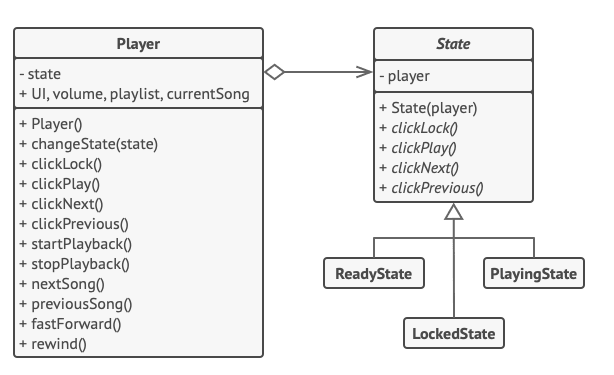 Player
- state
+ UI, volume, playlist, currentSong
+ Player()
+ changeState(state)
+ clickLock()
+ clickPlay()
+ clickNext()
+ clickPrevious()
+ startPlayback()
+ stopPlayback()
+ nextSong()
+ previousSong()
+ fastForward()
+ rewind()
State
- player
+ State(player)
+ clickLock()
+ clickPlay()
+ clickNext()
+ clickPrevious()
ReadyState
PlayingState
LockedState